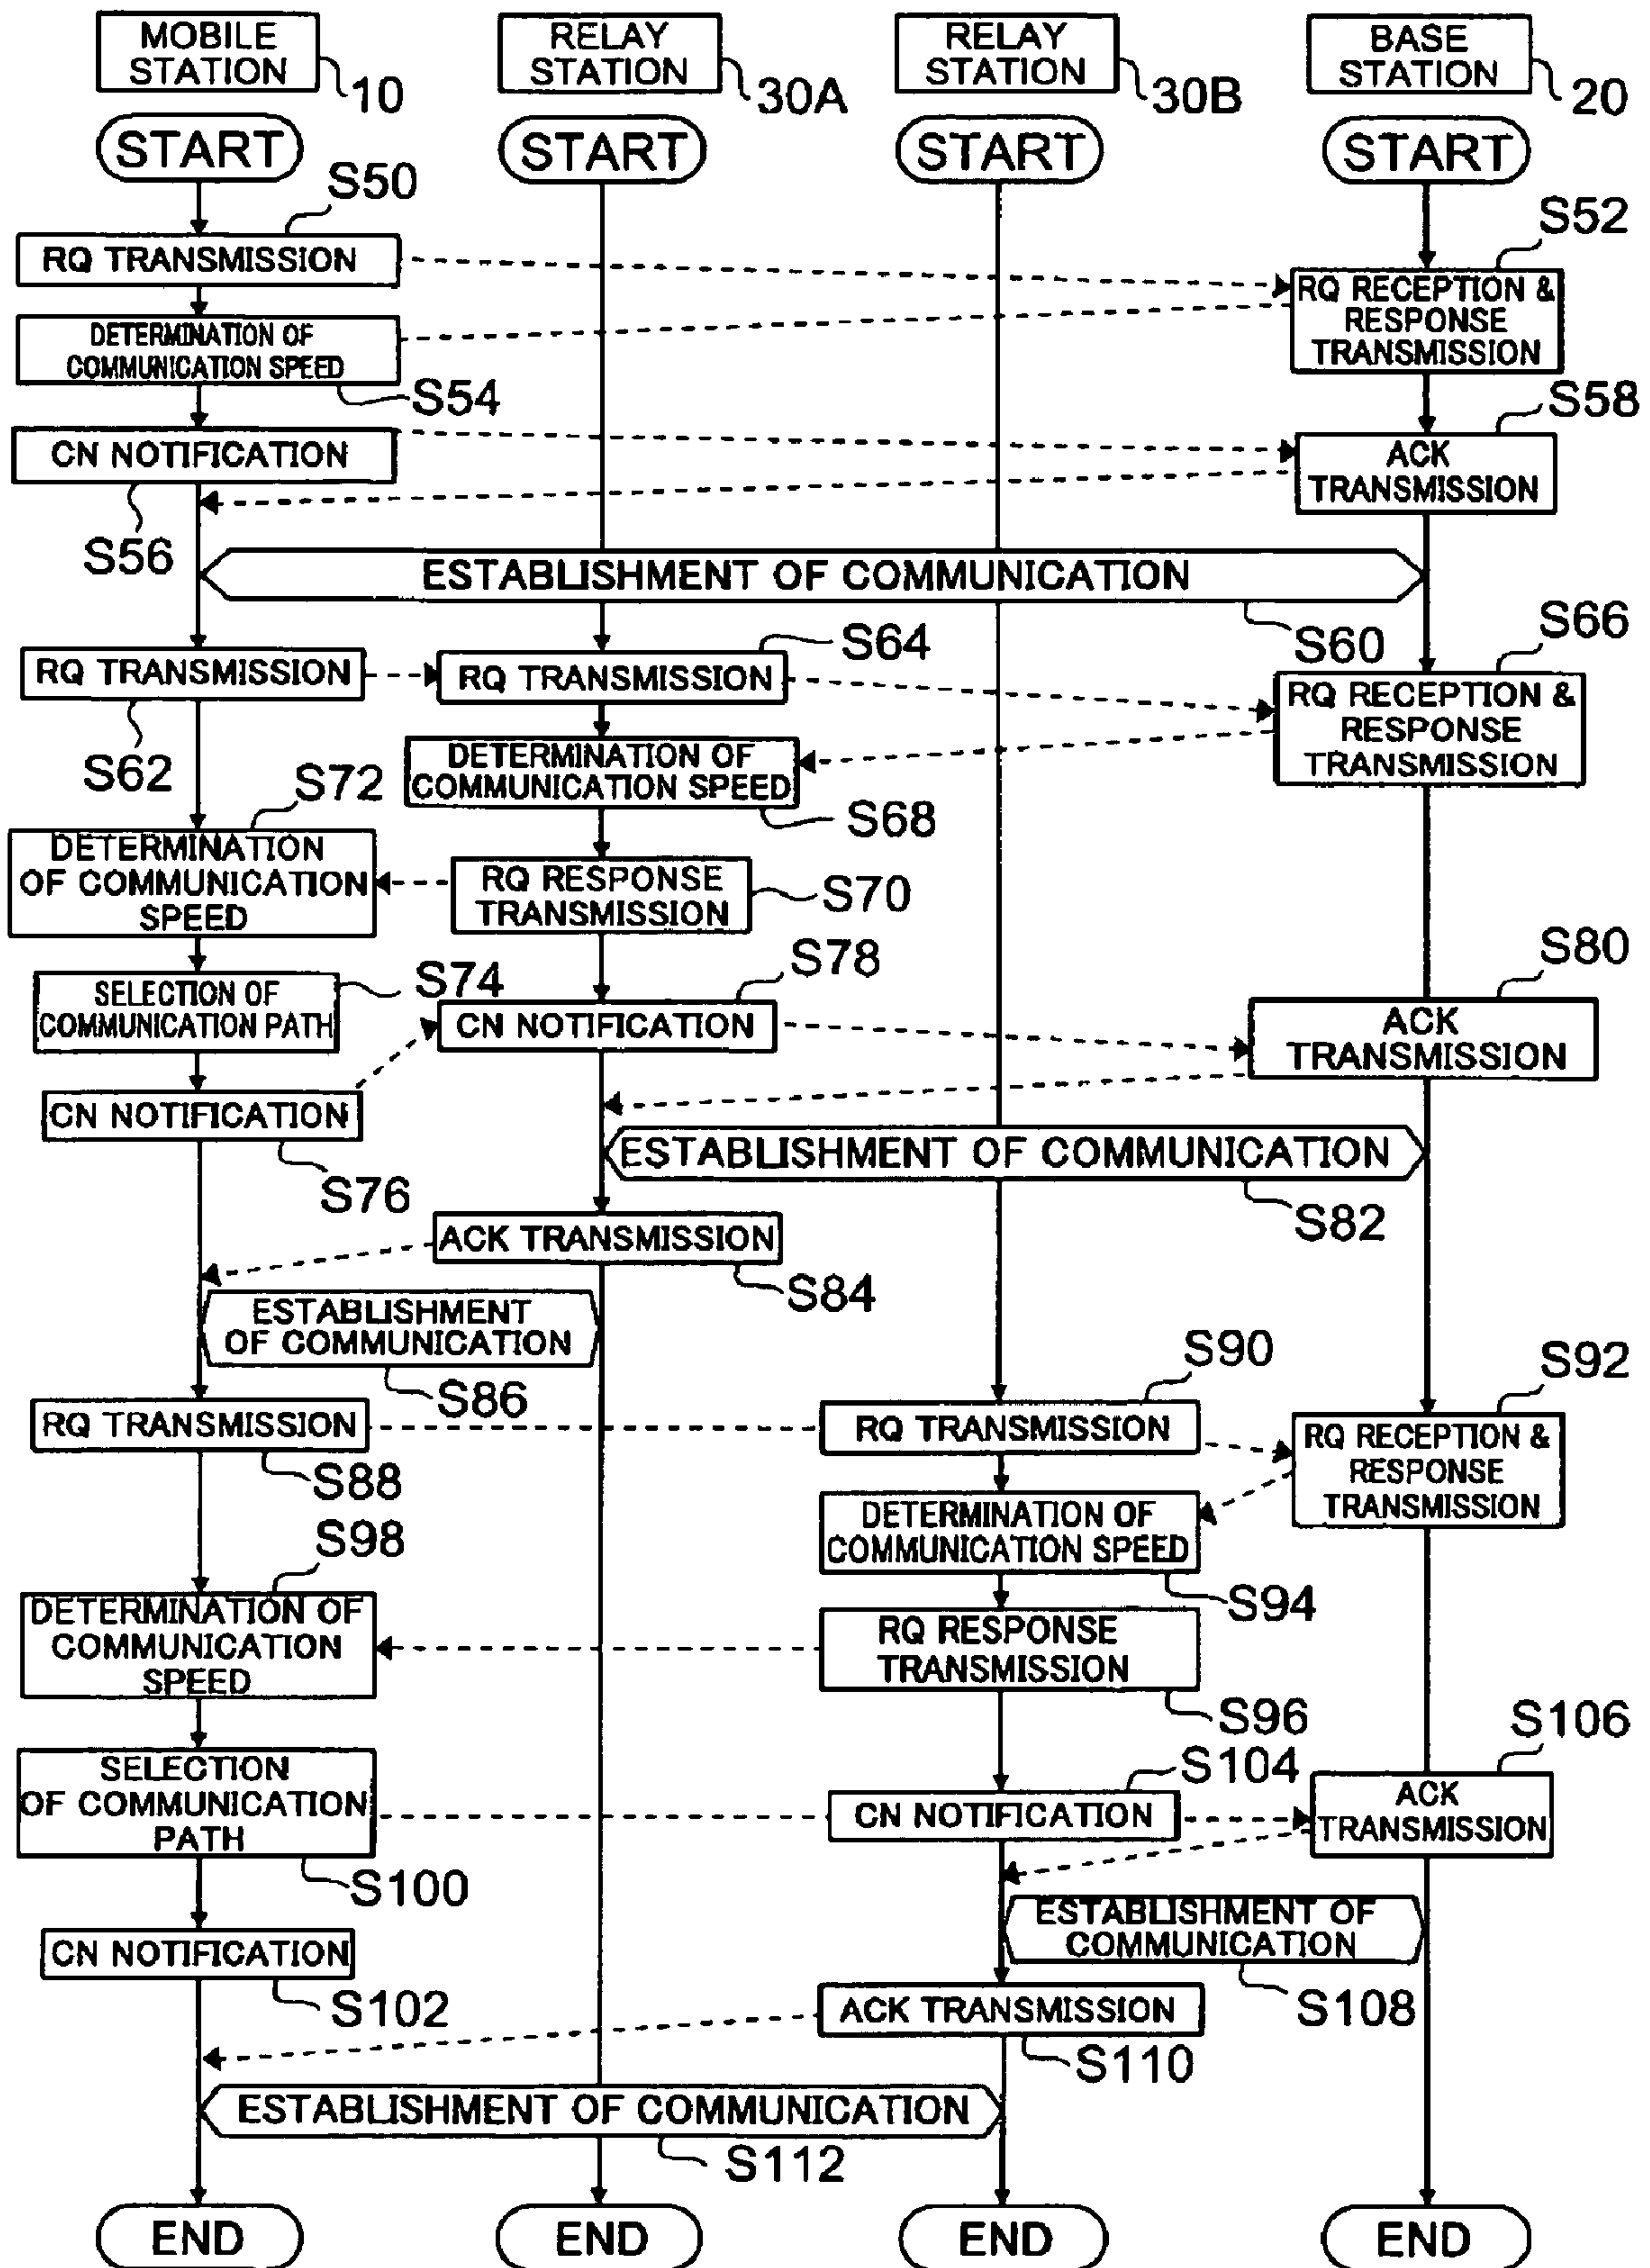 MOBILE
STATION
10
RELAY
STATION
30A
RELAY
STATION
30B
BASE
STATION
20
START
START
START
START
S50
RQ TRANSMISSION
S52
RQ RECEPTION &
RESPONSE
TRANSMISSION
DETERMINATION OF
COMMUNICATION SPEED
S54
CN NOTIFICATION
S56
S58
ACK
TRANSMISSION
ESTABLISHMENT OF COMMUNICATION
S60
RQ TRANSMISSION
S62
S64
RQ TRANSMISSION
S66
RQ RECEPTION &
RESPONSE
TRANSMISSION
DETERMINATION OF
COMMUNICATION SPEED
S68
S72
DETERMINATION
OF COMMUNICATION
SPEED
RQ RESPONSE
TRANSMISSION
S70
SELECTION OF
COMMUNICATION PATH
S74
S78
CN NOTIFICATION
S80
ACK
TRANSMISSION
CN NOTIFICATION
S76
ESTABLISHMENT OF COMMUNICATION
S82
ACK TRANSMISSION
S84
ESTABLISHMENT
OF COMMUNICATION
S86
RQ TRANSMISSION
S88
S90
RQ TRANSMISSION
S92
RQ RECEPTION &
RESPONSE
TRANSMISSION
DETERMINATION OF
COMMUNICATION SPEED
S94
S98
DETERMINATION OF
COMMUNICATION
SPEED
RQ RESPONSE
TRANSMISSION
S96
SELECTION
OF COMMUNICATION
PATH
S100
S104
CN NOTIFICATION
S106
ACK
TRANSMISSION
CN NOTIFICATION
S102
ESTABLISHMENT OF
COMMUNICATION
S108
ACK TRANSMISSION
S110
ESTABLISHMENT OF COMMUNICATION
S112
END
END
END
END